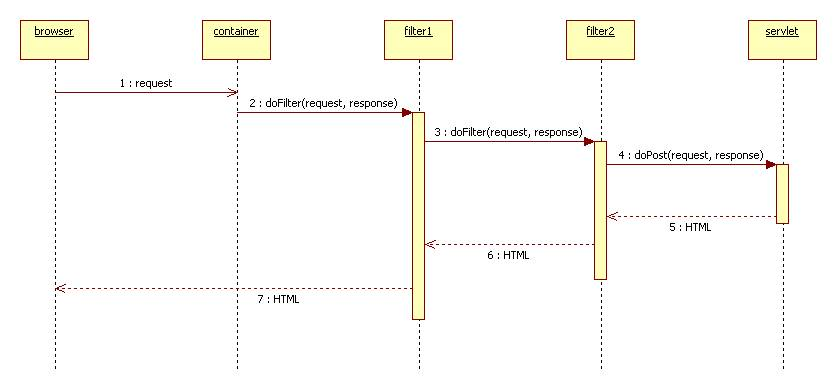 browser
container
filter1
filter2
servlet
1 : request
2 : doFilter(request, response)
3 : doFilter(request, response)
4 : doPost(request, response)
5 : HTML
6 : HTML
7 : HTML